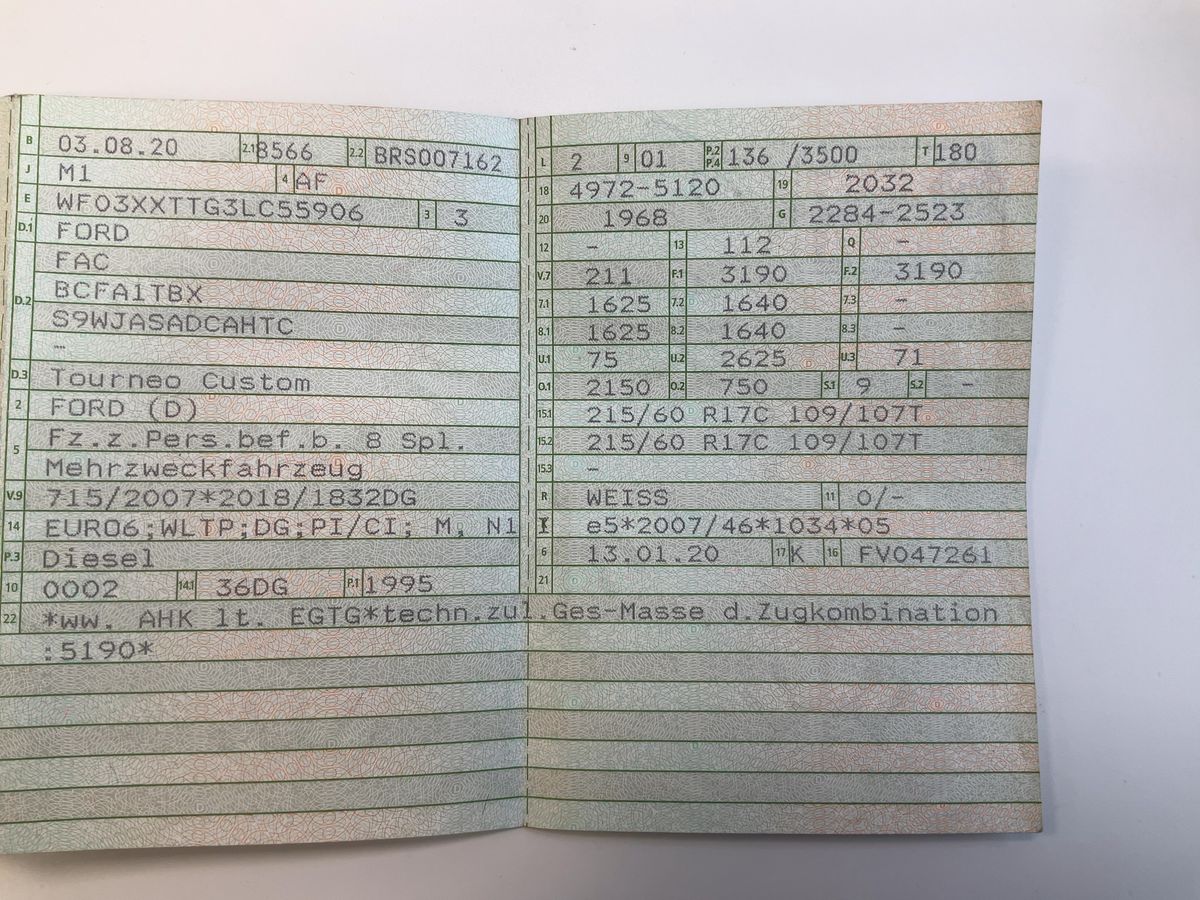 B 03.08.20 2.1 8566 2.2 BRS007162
J M1 4 AF
E WF03XXTTG3LC55906 3 3
D.1 FORD
FAC
D.2 BCFA1TBX
S9WJASADCAHTC
–
D.3 Tourneo Custom
2 FORD (D)
5 Fz.z.Pers.bef.b. 8 Spl.
Mehrzweckfahrzeug
V.9 715/2007*2018/1832DG
14 EURO6;WLTP;DG;PI/CI; M, N1
P.3 Diesel
10 0002 14.1 36DG P.1 1995
L 2 9 01 P.2 P.4 136 /3500 T 180
18 4972-5120 19 2032
20 1968 G 2284-2523
12 – 13 112 Q –
V.7 211 F.1 3190 F.2 3190
7.1 1625 7.2 1640 7.3 –
8.1 1625 8.2 1640 8.3 –
U.1 75 U.2 2625 U.3 71
O.1 2150 O.2 750 S.1 9 S.2 –
15.1 215/60 R17C 109/107T
15.2 215/60 R17C 109/107T
15.3 –
R WEISS 11 0/-
K e5*2007/46*1034*05
6 13.01.20 17 K 16 FV047261
21
22 *ww. AHK lt. EGTG*techn.zul.Ges-Masse d.Zugkombination
:5190*